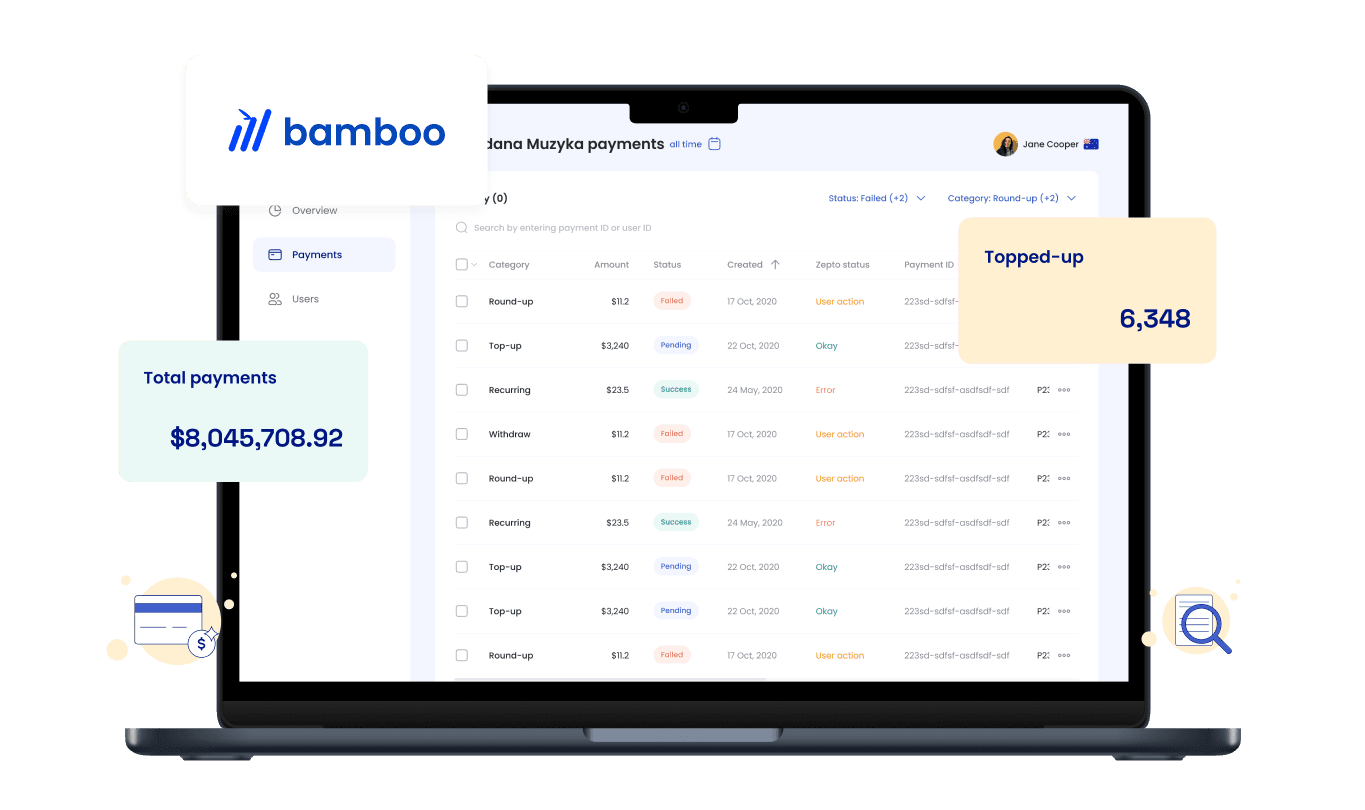 bamboo
dana Muzyka payments all time
Jane Cooper
y (0)
Status: Failed (+2) Category: Round-up (+2)
Overview
Payments
Users
Search by entering payment ID or user ID
Category Amount Status Created Zepto status Payment ID
Round-up $11.2 Failed 17 Oct, 2020 User action 223sd-sdfsf-
Top-up $3,240 Pending 22 Oct, 2020 Okay 223sd-sdfsf-
Recurring $23.5 Success 24 May, 2020 Error 223sd-sdfsf-asdfsdf-sdf P23
Withdraw $11.2 Failed 17 Oct, 2020 User action 223sd-sdfsf-asdfsdf-sdf P23
Round-up $11.2 Failed 17 Oct, 2020 User action 223sd-sdfsf-asdfsdf-sdf P23
Recurring $23.5 Success 24 May, 2020 Error 223sd-sdfsf-asdfsdf-sdf P23
Top-up $3,240 Pending 22 Oct, 2020 Okay 223sd-sdfsf-asdfsdf-sdf P23
Top-up $3,240 Pending 22 Oct, 2020 Okay 223sd-sdfsf-asdfsdf-sdf P23
Round-up $11.2 Failed 17 Oct, 2020 User action 223sd-sdfsf-asdfsdf-sdf P23
Topped-up
6,348
Total payments
$8,045,708.92
$